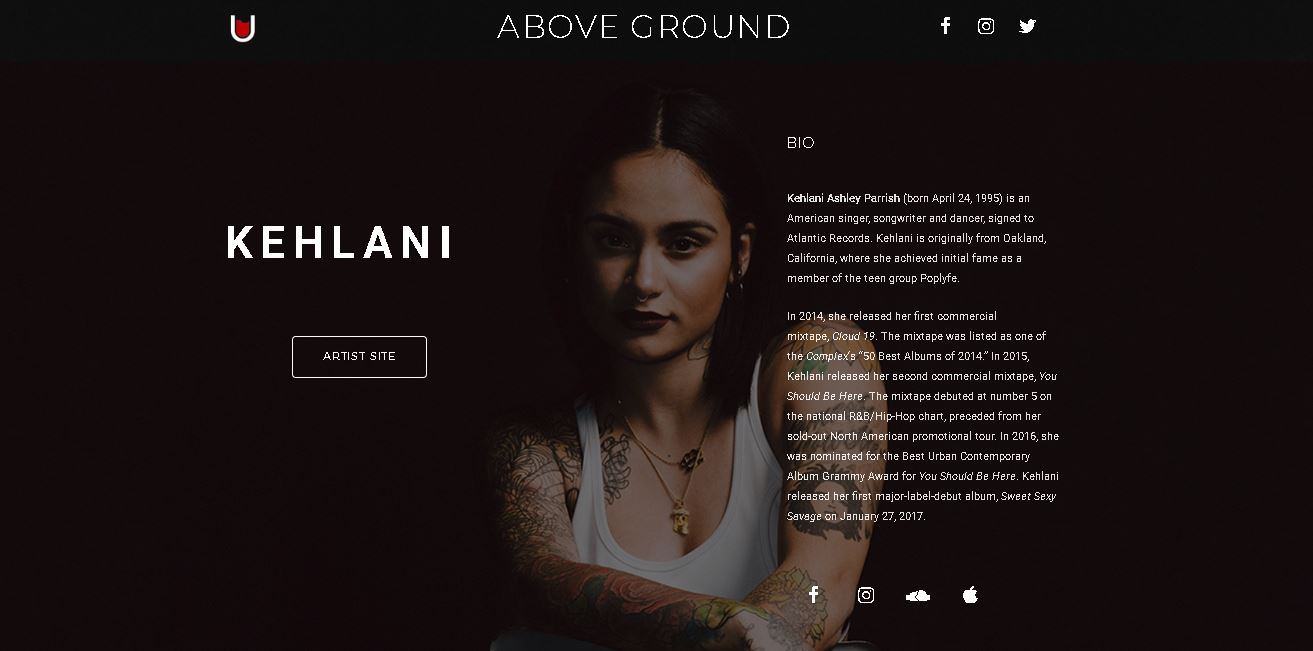 ABOVE GROUND
KEHLANI
ARTIST SITE
BIO
Kehlani Ashley Parrish (born April 24, 1995) is an
American singer, songwriter and dancer, signed to
Atlantic Records. Kehlani is originally from Oakland,
California, where she achieved initial fame as a
member of the teen group Poplyfe.
In 2014, she released her first commercial
mixtape, Cloud 19. The mixtape was listed as one of
the Complex's “50 Best Albums of 2014.” In 2015,
Kehlani released her second commercial mixtape, You
Should Be Here. The mixtape debuted at number 5 on
the national R&B/Hip-Hop chart, preceded from her
sold-out North American promotional tour. In 2016, she
was nominated for the Best Urban Contemporary
Album Grammy Award for You Should Be Here. Kehlani
released her first major-label-debut album, Sweet Sexy
Savage on January 27, 2017.